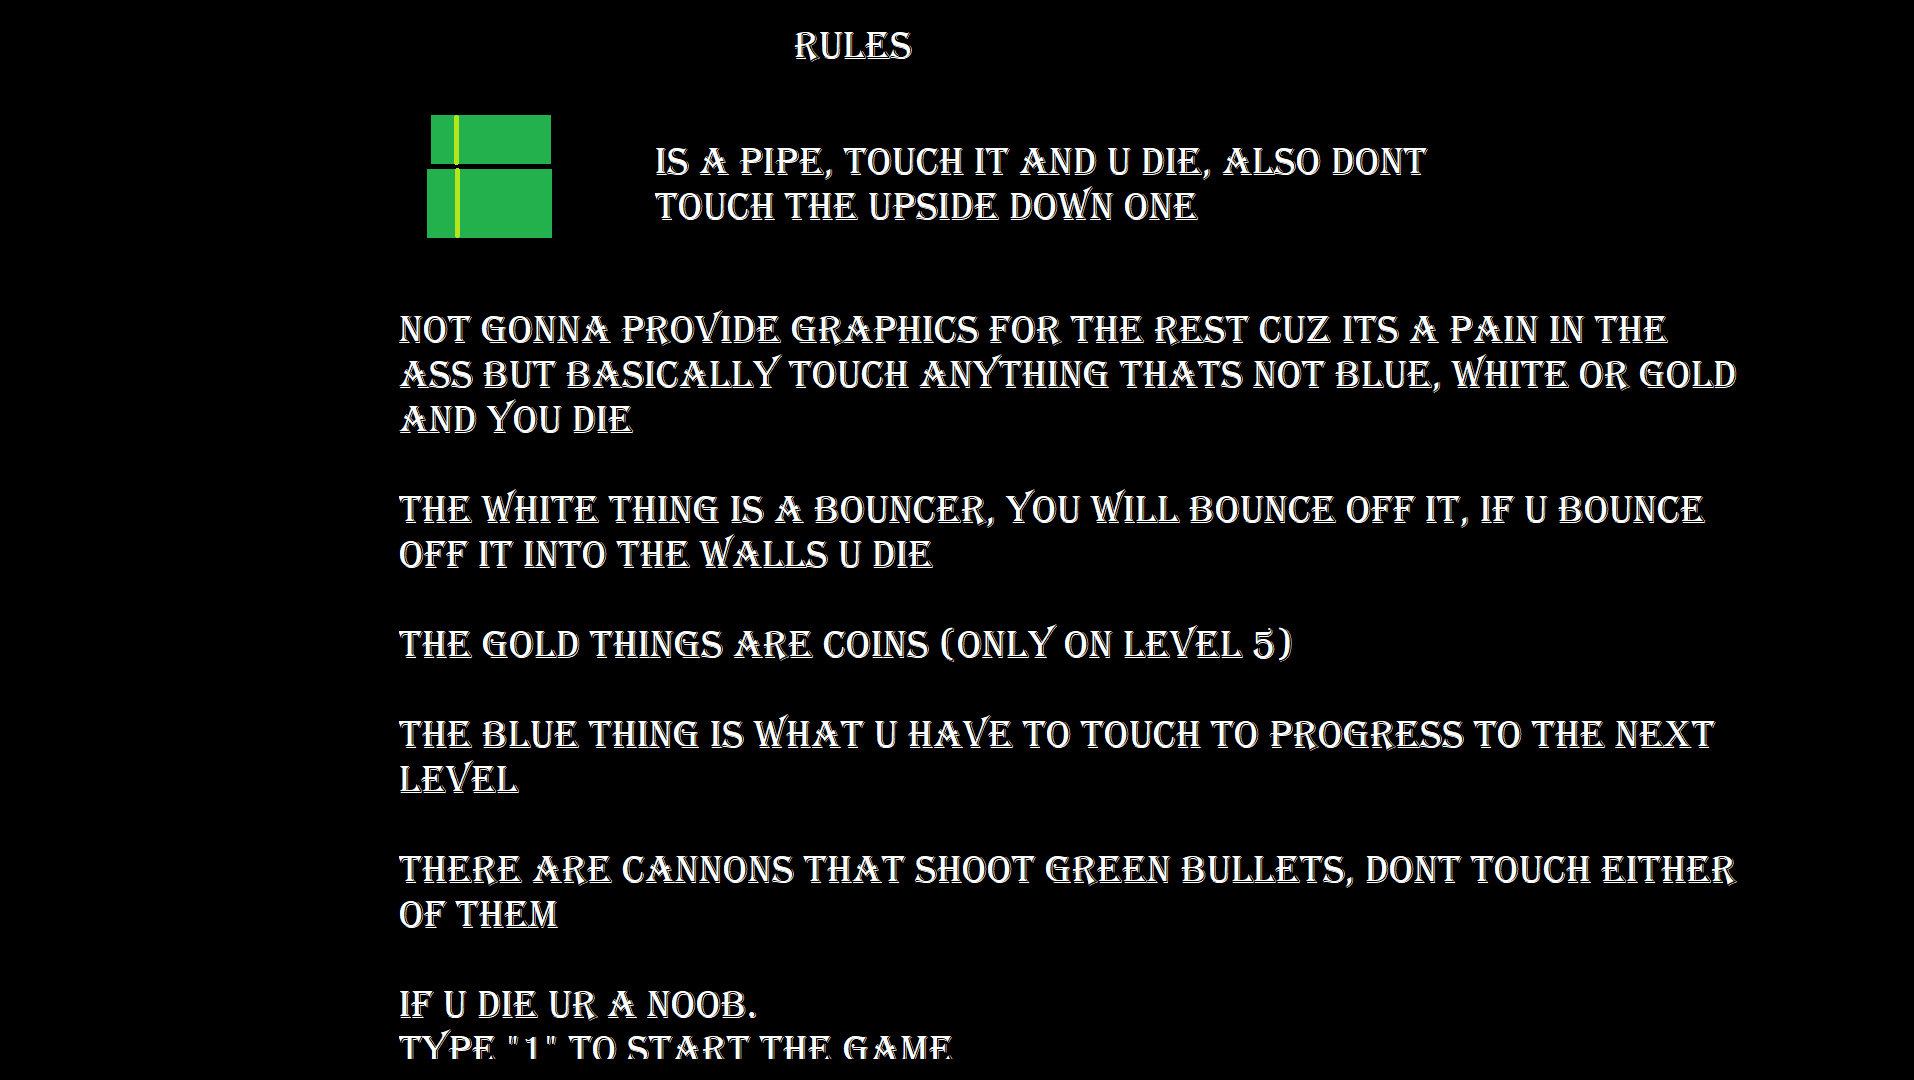 RULES
IS A PIPE, TOUCH IT AND U DIE, ALSO DONT
TOUCH THE UPSIDE DOWN ONE
NOT GONNA PROVIDE GRAPHICS FOR THE REST CUZ ITS A PAIN IN THE
ASS BUT BASICALLY TOUCH ANYTHING THATS NOT BLUE, WHITE OR GOLD
AND YOU DIE
THE WHITE THING IS A BOUNCER, YOU WILL BOUNCE OFF IT, IF U BOUNCE
OFF IT INTO THE WALLS U DIE
THE GOLD THINGS ARE COINS (ONLY ON LEVEL 5)
THE BLUE THING IS WHAT U HAVE TO TOUCH TO PROGRESS TO THE NEXT
LEVEL
THERE ARE CANNONS THAT SHOOT GREEN BULLETS, DONT TOUCH EITHER
OF THEM
IF U DIE UR A NOOB.
TYPE "1" TO START THE GAME